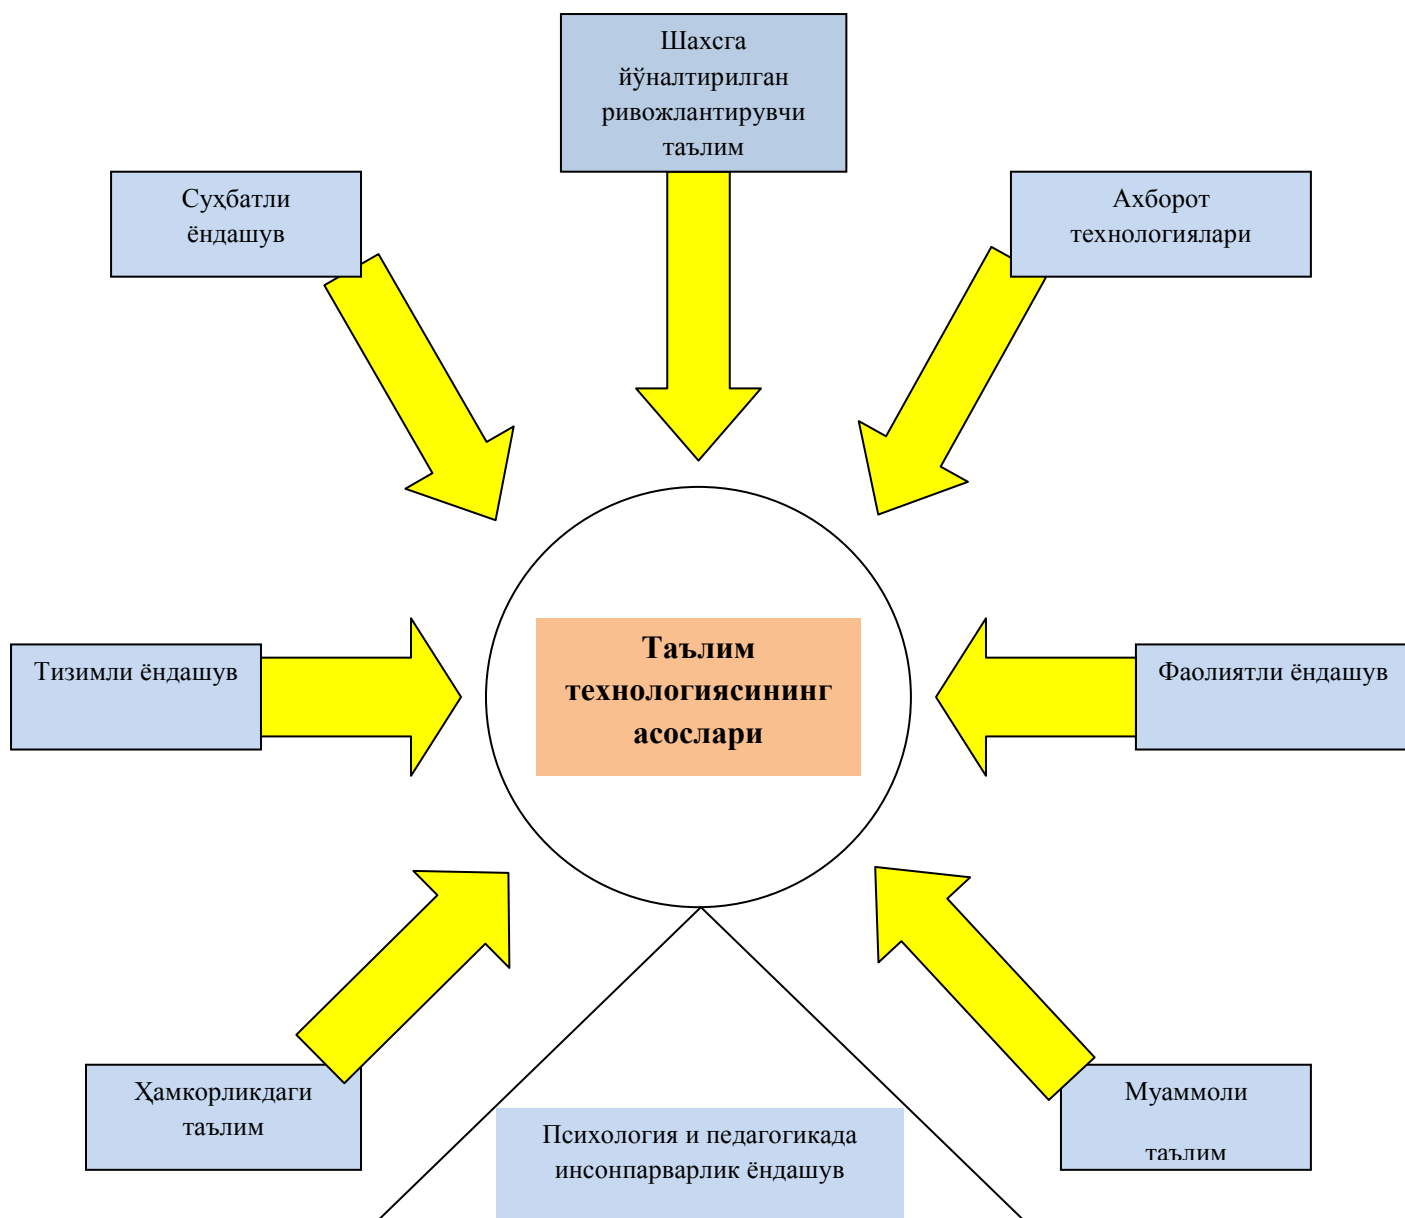 Шахсга
йўналтирилган
ривожлантирувчи
таълим
Суҳбатли
ёндашув
Ахборот
технологиялари
Таълим
технологиясининг
асослари
Тизимли ёндашув
Фаолиятли ёндашув
Ҳамкорликдаги
таълим
Муаммоли
таълим
Психология и педагогикада
инсонпарварлик ёндашув